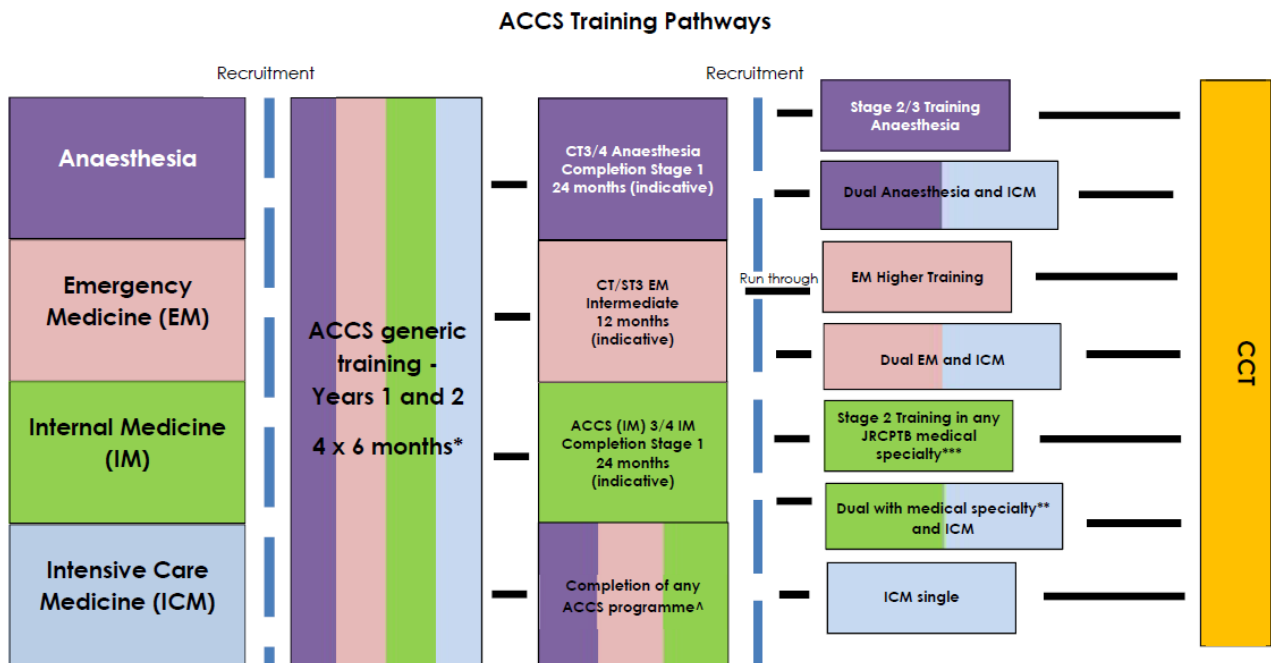 ACCS Training Pathways
Recruitment
Recruitment
Anaesthesia
Emergency
Medicine (EM)
Internal Medicine
(IM)
Intensive Care
Medicine (ICM)
ACCS generic
training -
Years 1 and 2
4 x 6 months*
CT3/4 Anaesthesia
Completion Stage 1
24 months (indicative)
CT/ST3 EM
Intermediate
12 months
(indicative)
ACCS (IM) 3/4 IM
Completion Stage 1
24 months
(indicative)
Completion of any
ACCS programme^
Run through
Stage 2/3 Training
Anaesthesia
Dual Anaesthesia and ICM
EM Higher Training
Dual EM and ICM
Stage 2 Training in any
JRCPTB medical
specialty***
Dual with medical specialty**
and ICM
ICM single
CCT